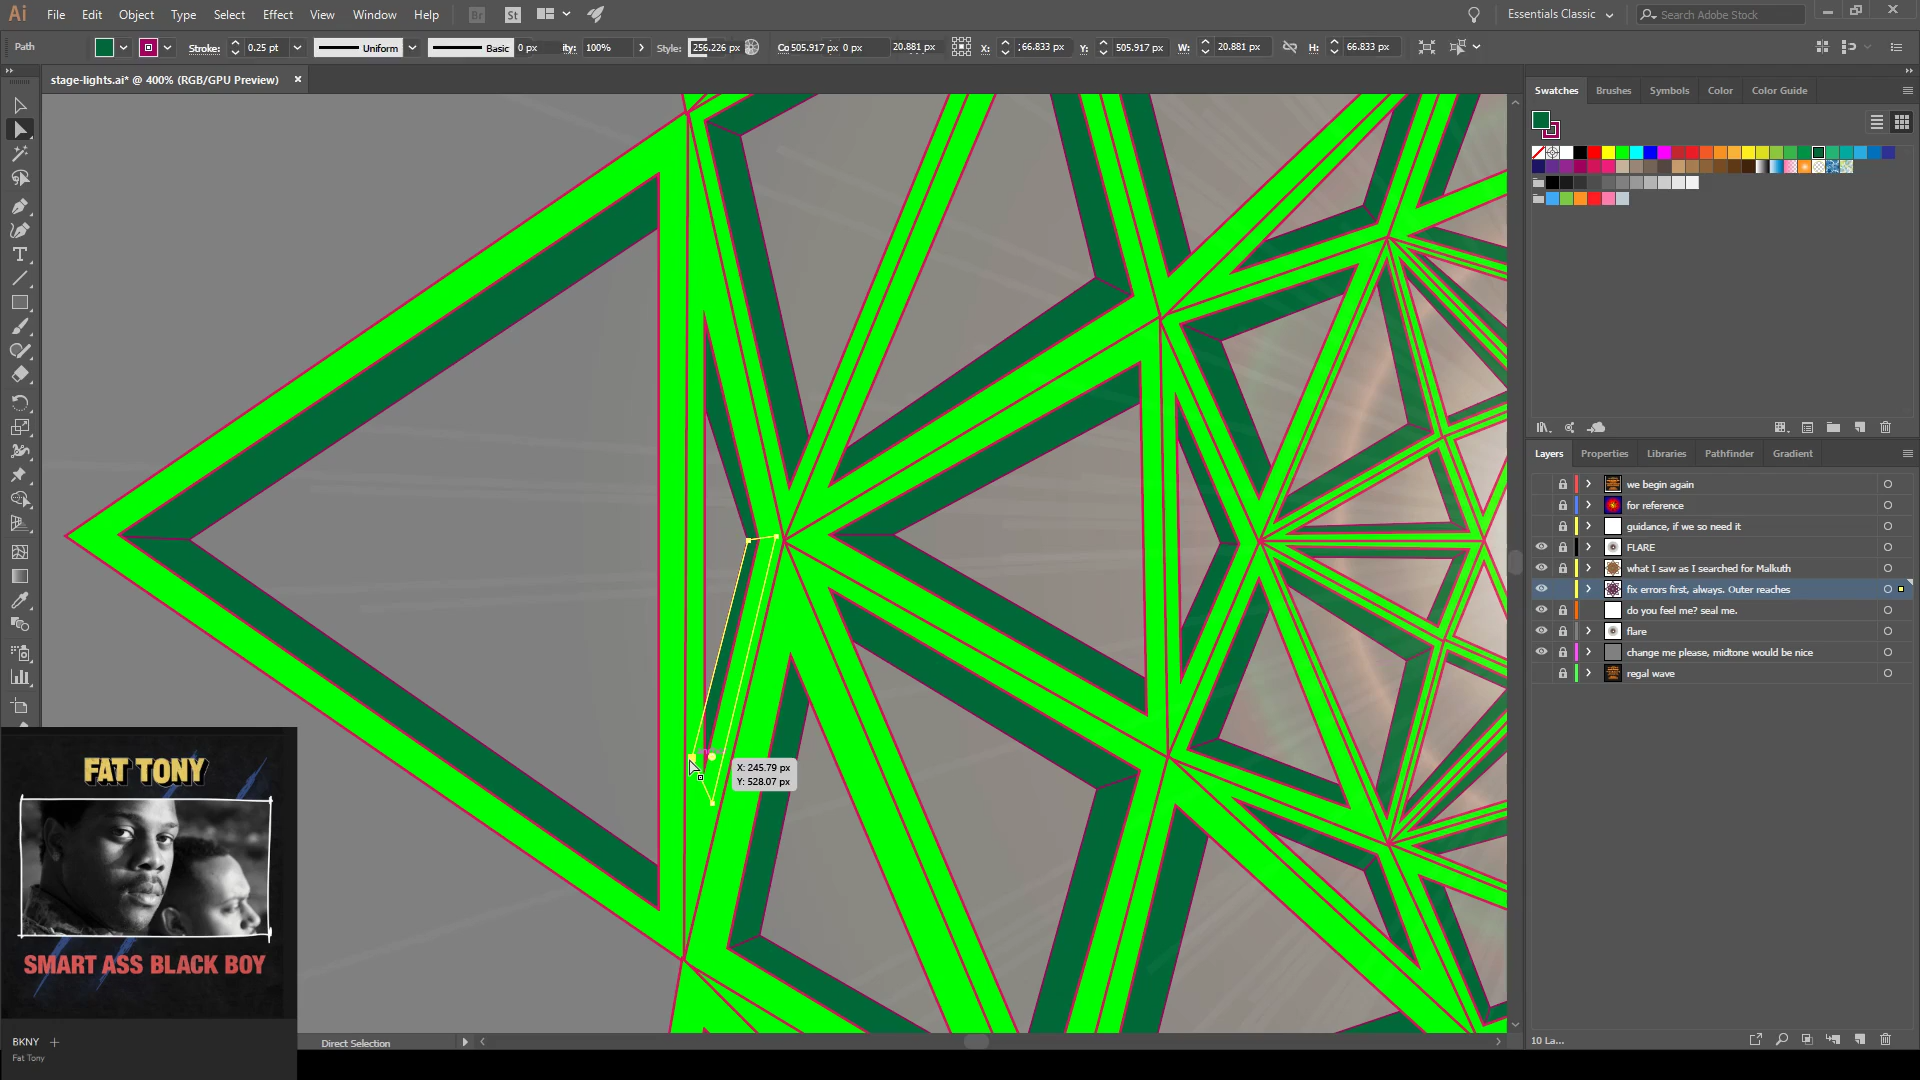 Ai File Edit Object Type Select Effect View Window Help Br St Essentials Classic Search Adobe Stock
Path Stroke: 0.25 pt Uniform Basic 0 px 100% Style: 256.226 px 505.917 px 0 px 20.881 px X: 66.833 px Y: 505.917 px W: 20.881 px H: 66.833 px
stage-lights.ai* @ 400% (RGB/GPU Preview)
Swatches Brushes Symbols Color Color Guide
Layers Properties Libraries Pathfinder Gradient
we begin again
for reference
guidance, if we so need it
FLARE
what I saw as I searched for Malkuth
fix errors first, always. Outer reaches
do you feel me? seal me.
flare
change me please, midtone would be nice
regal wave
X: 245.79 px
Y: 528.07 px
FAT TONY
SMART ASS BLACK BOY
BKNY
Fat Tony
Direct Selection
10 La...